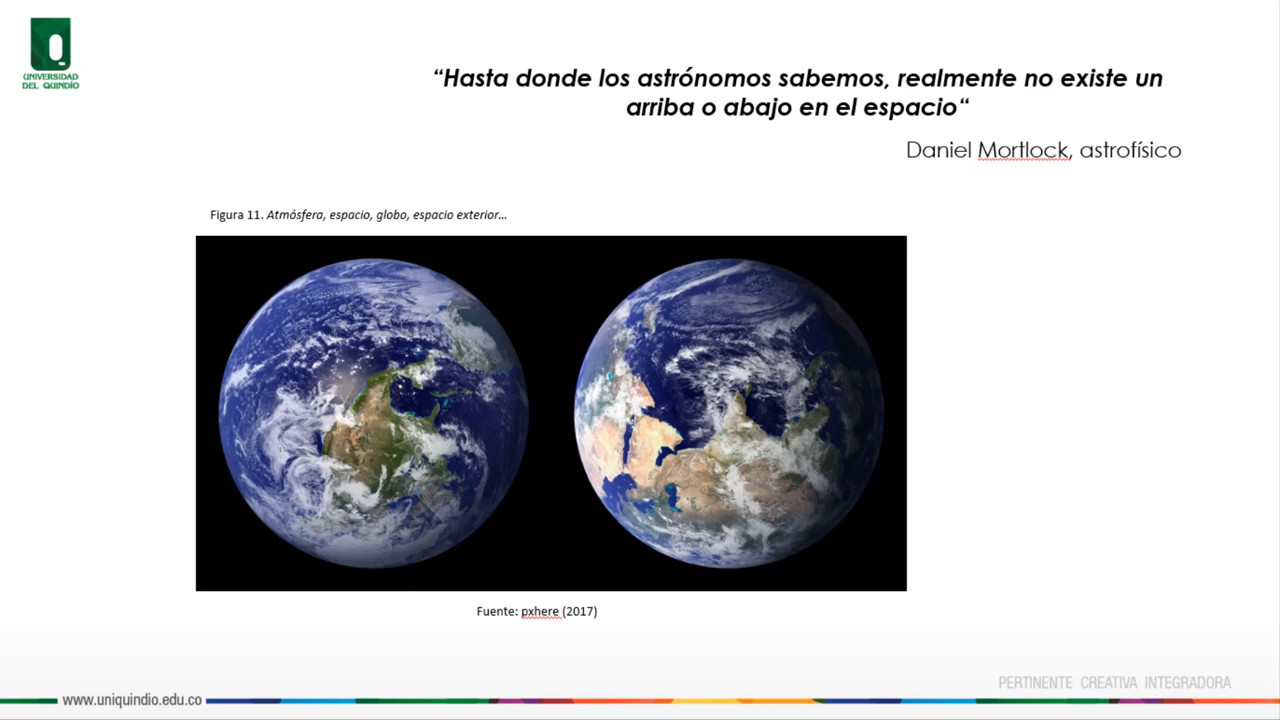 UNIVERSIDAD
DEL QUINDÍO
“Hasta donde los astrónomos sabemos, realmente no existe un
arriba o abajo en el espacio“
Daniel Mortlock, astrofísico
Figura 11. Atmósfera, espacio, globo, espacio exterior...
Fuente: pxhere (2017)
PERTINENTE CREATIVA INTEGRADORA
www.uniquindio.edu.co